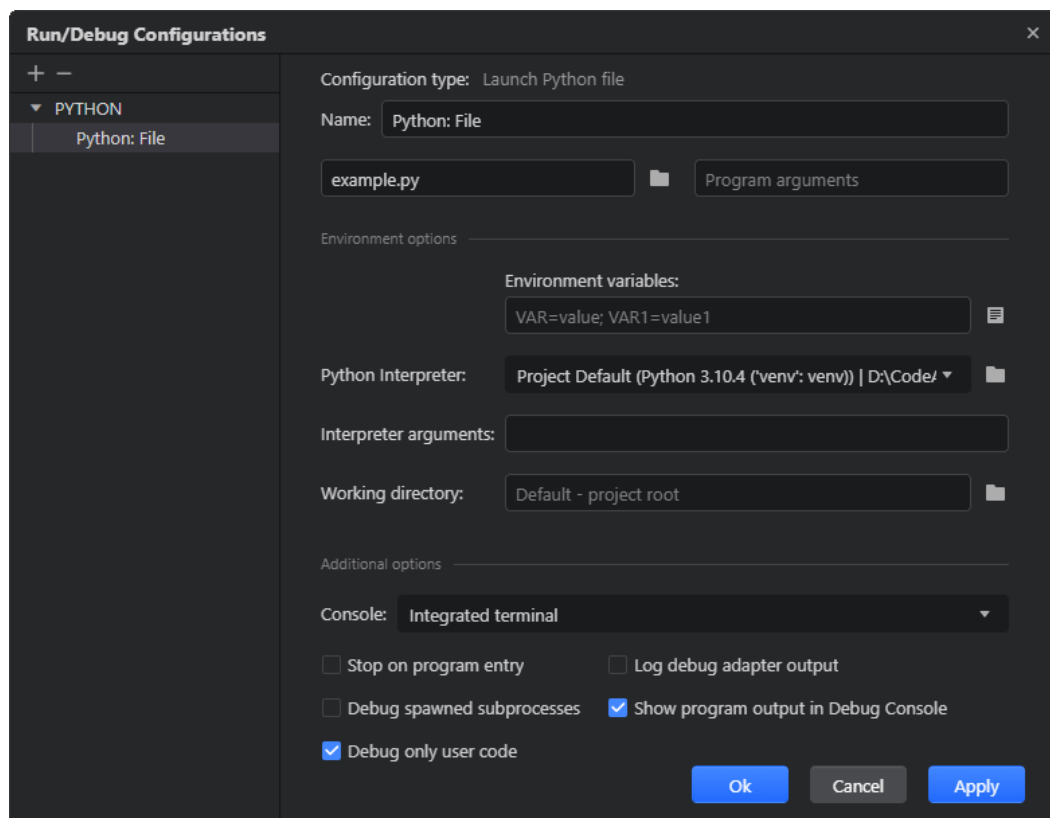 Run/Debug Configurations
PYTHON
Python: File
Configuration type: Launch Python file
Name: Python: File
example.py Program arguments
Environment options
Environment variables:
VAR=value; VAR1=value1
Python Interpreter: Project Default (Python 3.10.4 ('venv': venv)) | D:\Code
Interpreter arguments:
Working directory: Default - project root
Additional options
Console: Integrated terminal
Stop on program entry Log debug adapter output
Debug spawned subprocesses Show program output in Debug Console
Debug only user code
Ok Cancel Apply